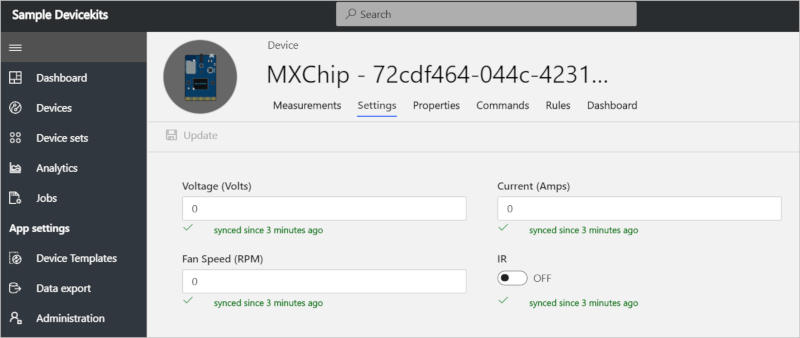 Sample Devicekits
Search
Dashboard
Devices
Device sets
Analytics
Jobs
App settings
Device Templates
Data export
Administration
Device
MXChip - 72cdf464-044c-4231...
Measurements Settings Properties Commands Rules Dashboard
Update
Voltage (Volts) Current (Amps)
0 0
synced since 3 minutes ago synced since 3 minutes ago
Fan Speed (RPM) IR
0 OFF
synced since 3 minutes ago synced since 3 minutes ago